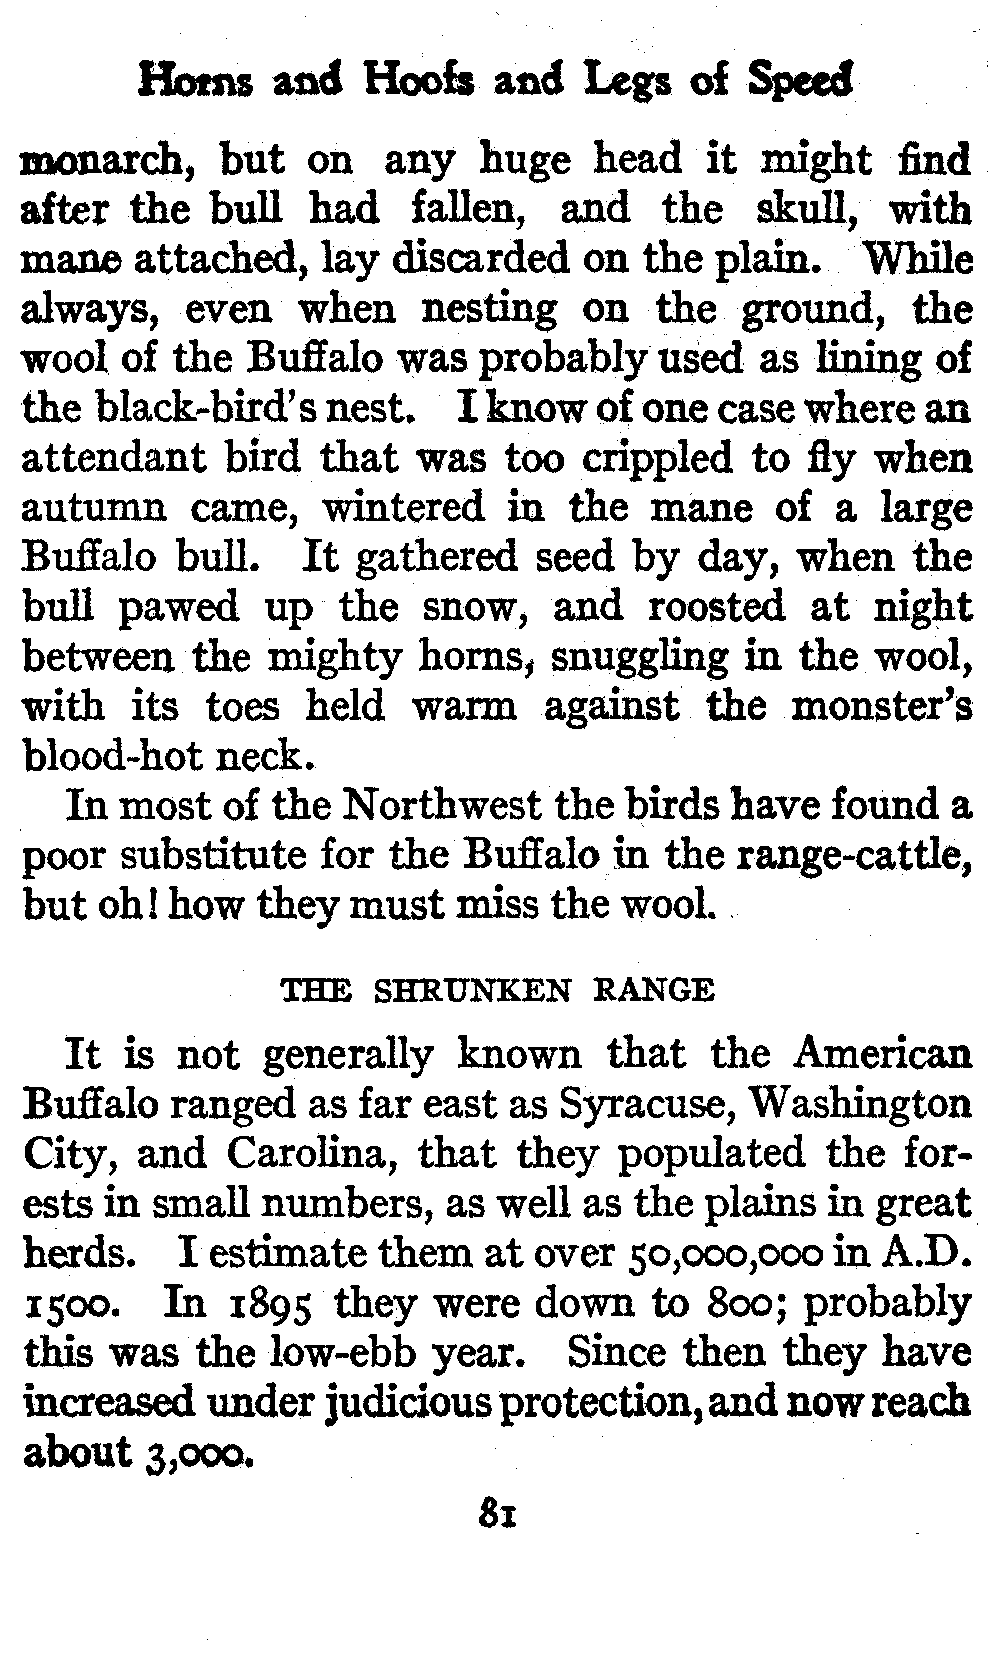 Horns and Hoofs and Legs of Speed
monarch, but on any huge head it might find
after the bull had fallen, and the skull, with
mane attached, lay discarded on the plain. While
always, even when nesting on the ground, the
wool of the Buffalo was probably used as lining of
the black-bird's nest. I know of one case where an
attendant bird that was too crippled to fly when
autumn came, wintered in the mane of a large
Buffalo bull. It gathered seed by day, when the
bull pawed up the snow, and roosted at night
between the mighty horns, snuggling in the wool,
with its toes held warm against the monster's
blood-hot neck.
In most of the Northwest the birds have found a
poor substitute for the Buffalo in the range-cattle,
but oh! how they must miss the wool.
THE SHRUNKEN RANGE
It is not generally known that the American
Buffalo ranged as far east as Syracuse, Washington
City, and Carolina, that they populated the for-
ests in small numbers, as well as the plains in great
herds. I estimate them at over 50,000,000 in A.D.
1500. In 1895 they were down to 800; probably
this was the low-ebb year. Since then they have
increased under judicious protection, and now reach
about 3,000.
81